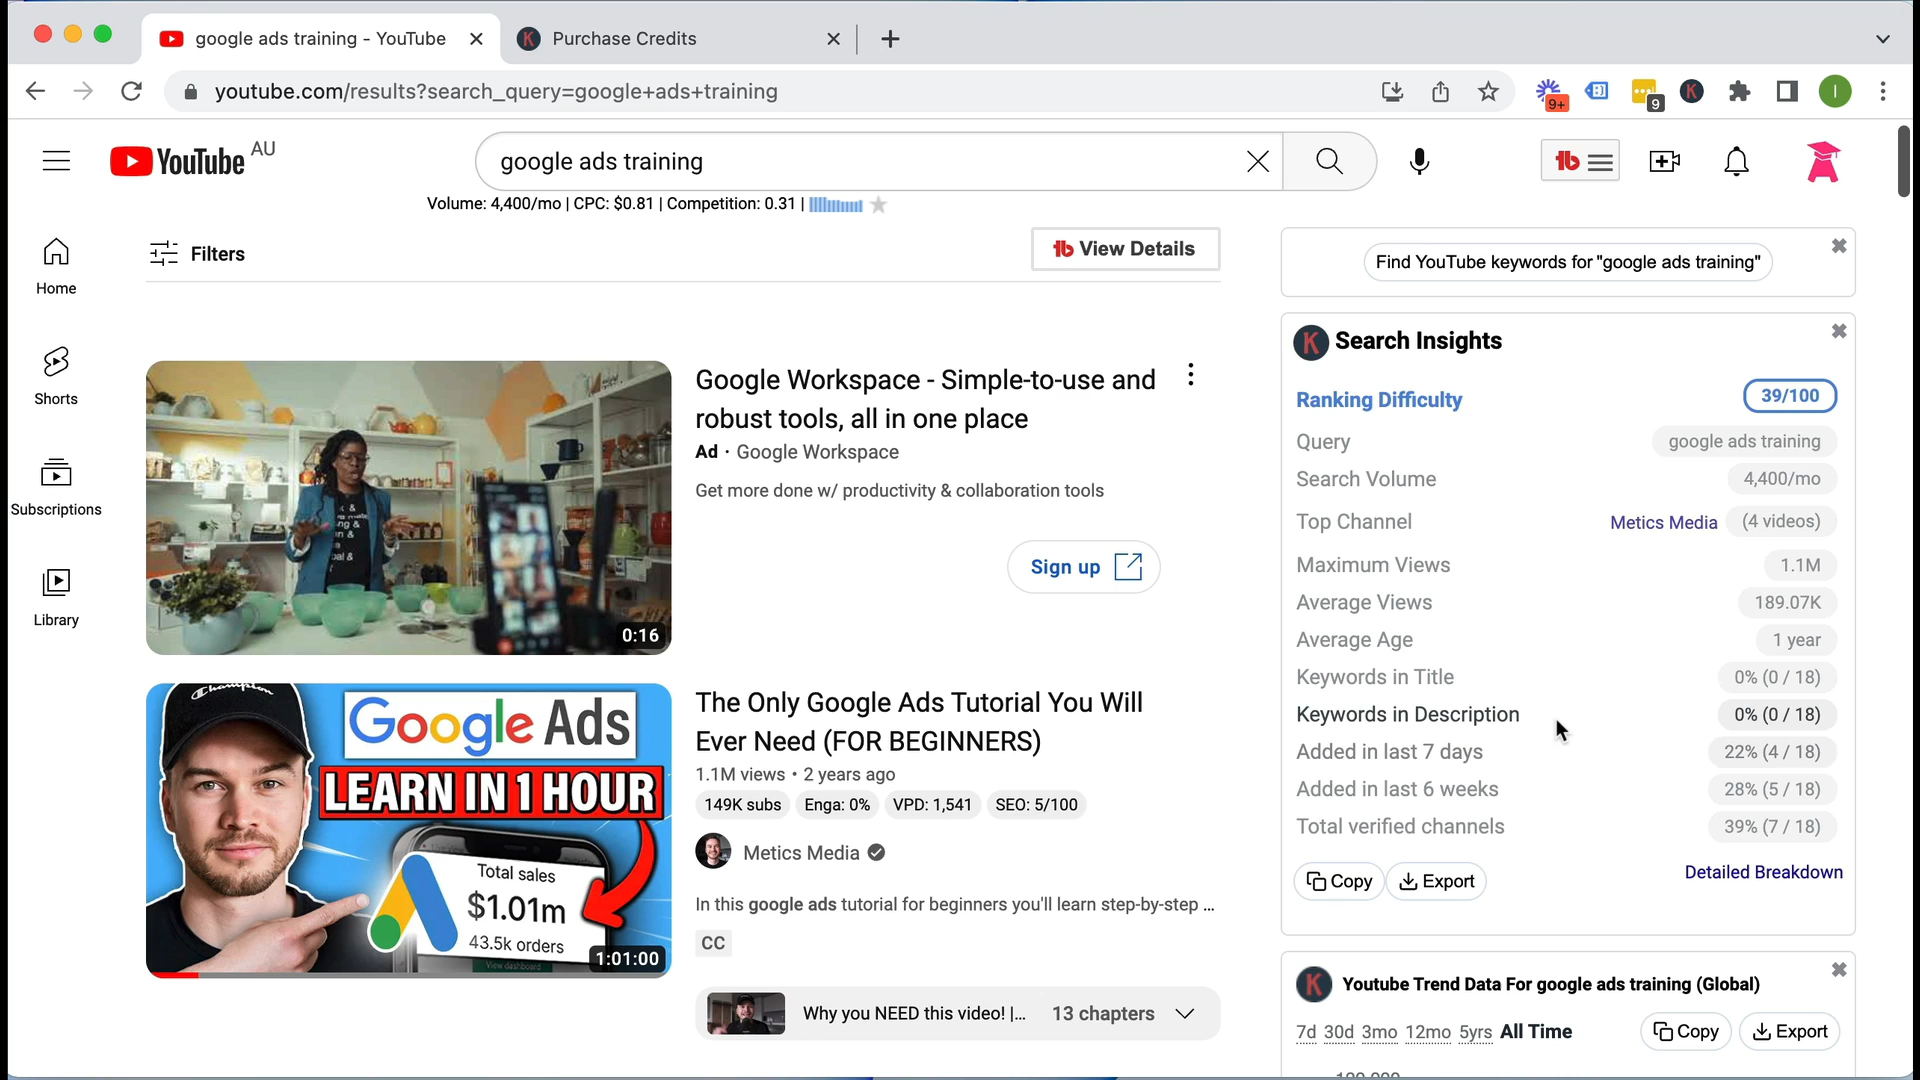 google ads training - YouTube
Purchase Credits
youtube.com/results?search_query=google+ads+training
9+
9
I
YouTube AU
google ads training
Volume: 4,400/mo | CPC: $0.81 | Competition: 0.31 |
Filters
View Details
Home
Shorts
Subscriptions
Library
Google Workspace - Simple-to-use and
robust tools, all in one place
Ad · Google Workspace
Get more done w/ productivity & collaboration tools
Sign up
0:16
Champion
Google Ads
LEARN IN 1 HOUR
Total sales
$1.01m
43.5k orders
View dashboard
1:01:00
The Only Google Ads Tutorial You Will
Ever Need (FOR BEGINNERS)
1.1M views • 2 years ago
149K subs Enga: 0% VPD: 1,541 SEO: 5/100
Metics Media
In this google ads tutorial for beginners you'll learn step-by-step ...
CC
Why you NEED this video! |... 13 chapters
Find YouTube keywords for "google ads training"
K Search Insights
Ranking Difficulty 39/100
Query google ads training
Search Volume 4,400/mo
Top Channel Metics Media (4 videos)
Maximum Views 1.1M
Average Views 189.07K
Average Age 1 year
Keywords in Title 0% (0 / 18)
Keywords in Description 0% (0 / 18)
Added in last 7 days 22% (4 / 18)
Added in last 6 weeks 28% (5 / 18)
Total verified channels 39% (7 / 18)
Copy Export Detailed Breakdown
K Youtube Trend Data For google ads training (Global)
7d 30d 3mo 12mo 5yrs All Time Copy Export